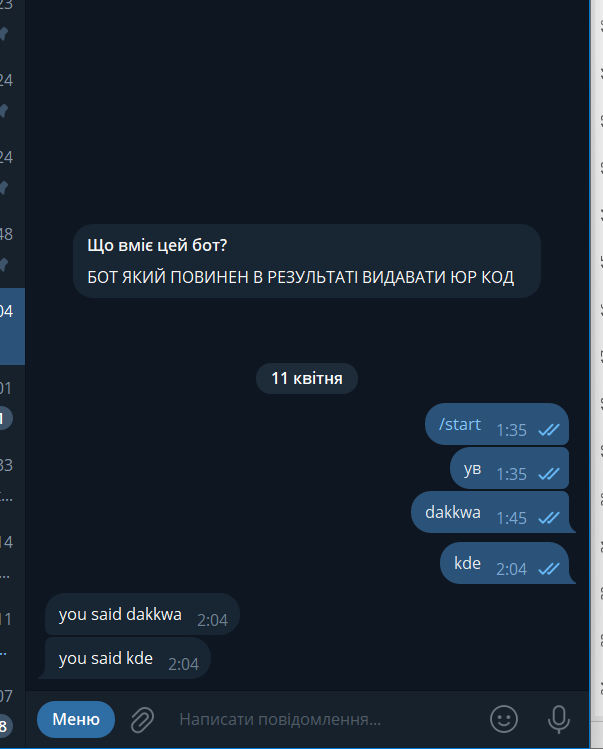 23
24
24
48
04
01
33
14
11
07
8
Що вміє цей бот?
БОТ ЯКИЙ ПОВИНЕН В РЕЗУЛЬТАТІ ВИДАВАТИ ЮР КОД
11 квітня
/start 1:35
ув 1:35
dakkwa 1:45
kde 2:04
you said dakkwa 2:04
you said kde 2:04
Меню
Написати повідомлення...